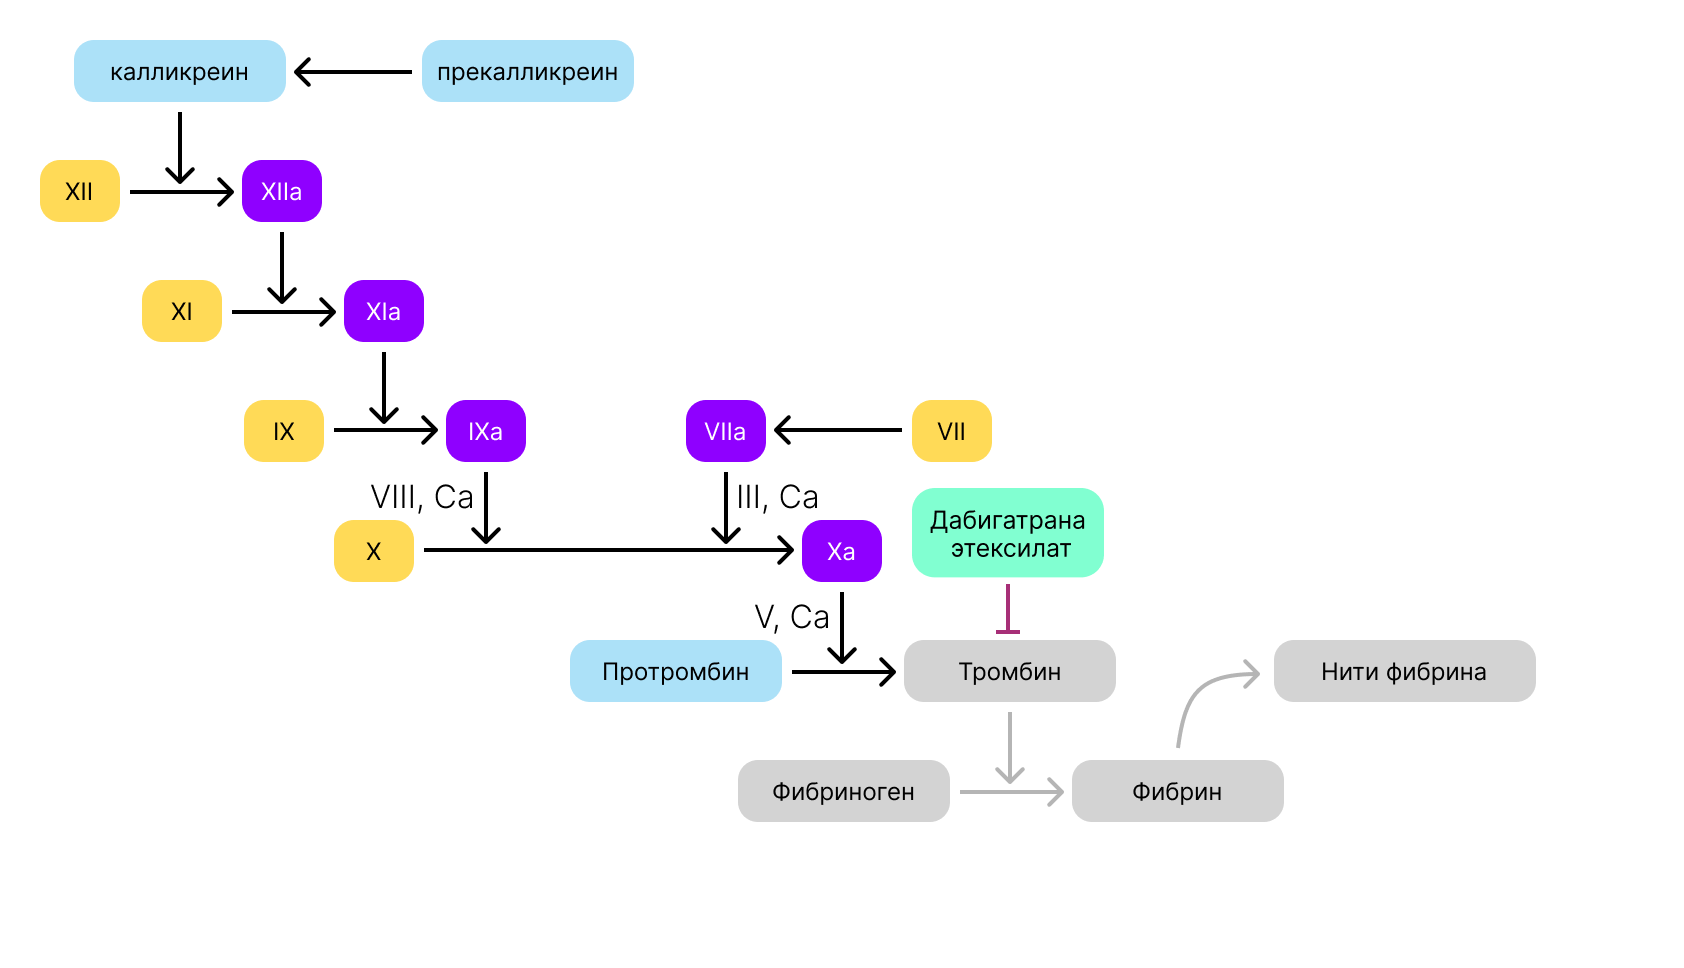 калликреин
прекалликреин
XII
XIIa
XI
XIa
IX
IXa
VIIa
VII
VIII, Ca
III, Ca
X
Xa
Дабигатрана
этексилат
V, Ca
Протромбин
Тромбин
Нити фибрина
Фибриноген
Фибрин